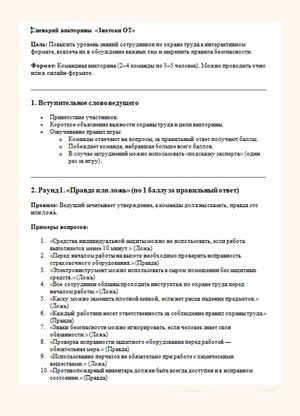 Сценарий викторины «Знатоки ОТ»
Цель: Повысить уровень знаний сотрудников по охране труда в интерактивном
формате, вовлечь их в обсуждение важных тем и закрепить правила безопасности.
Формат: Командная викторина (2–4 команды по 3–5 человек). Можно проводить очно
или в онлайн-формате.
1. Вступительное слово ведущего
• Приветствие участников.
• Короткое объяснение важности охраны труда и цели викторины.
• Озвучивание правил игры:
o Команды отвечают на вопросы, за правильный ответ получают баллы.
o Побеждает команда, набравшая больше всего баллов.
o В случае затруднений можно использовать «подсказку эксперта» (один
раз за игру).
2. Раунд 1. «Правда или ложь» (по 1 баллу за правильный ответ)
Правила: Ведущий зачитывает утверждение, а команды должны сказать, правда это
или ложь.
Примеры вопросов:
1. «Средства индивидуальной защиты можно не использовать, если работа
выполняется менее 10 минут.» (Ложь)
2. «Перед началом работы на высоте необходимо проверить исправность
страховочного оборудования.» (Правда)
3. «Электроинструмент можно использовать в сыром помещении без защитных
средств.» (Ложь)
4. «Все сотрудники обязаны проходить инструктаж по охране труда перед
началом работы.» (Ложь)
5. «Каску можно заменить плотной кепкой, если нет риска падения предметов.»
(Ложь)
6. «Каждый работник несет ответственность за соблюдение правил охраны труда.»
(Правда)
7. «Знаки безопасности можно игнорировать, если человек знает свои
обязанности.» (Ложь)
8. «Проверка исправности защитного оборудования перед работой —
обязательная мера.» (Правда)
9. «Использование перчаток не обязательно при работе с химическими
веществами.» (Ложь)
10. «Противопожарный инвентарь должен быть всегда доступен и в исправном
состоянии.» (Правда)